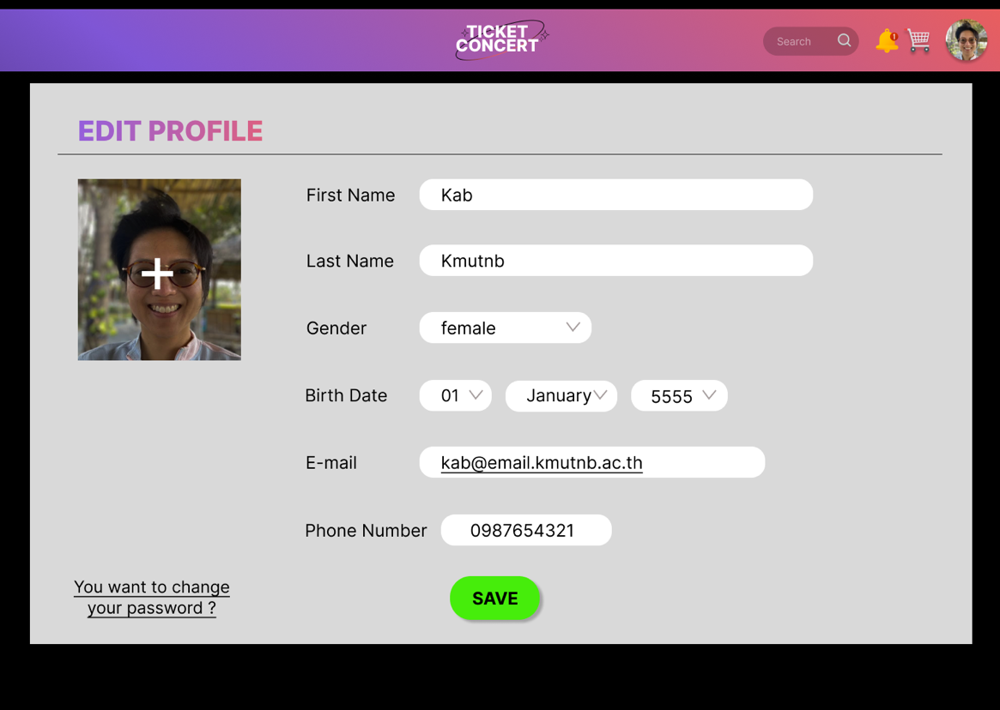 TICKET
CONCERT
Search
1
EDIT PROFILE
First Name Kab
Last Name Kmutnb
Gender female
Birth Date 01 January 5555
E-mail kab@email.kmutnb.ac.th
Phone Number 0987654321
You want to change
your password ?
SAVE